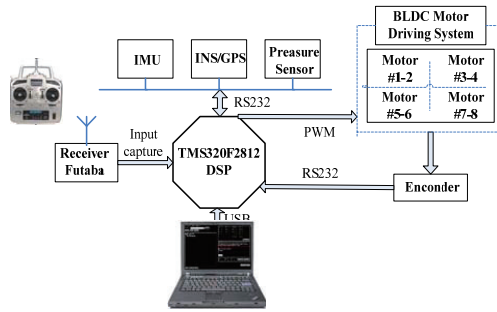 BLDC Motor
Driving System
IMU
INS/GPS
Preasure
Sensor
Motor
#1-2
Motor
#3-4
Motor
#5-6
Motor
#7-8
RS232
PWM
Input
capture
Receiver
Futaba
TMS320F2812
DSP
RS232
Enconder
USB